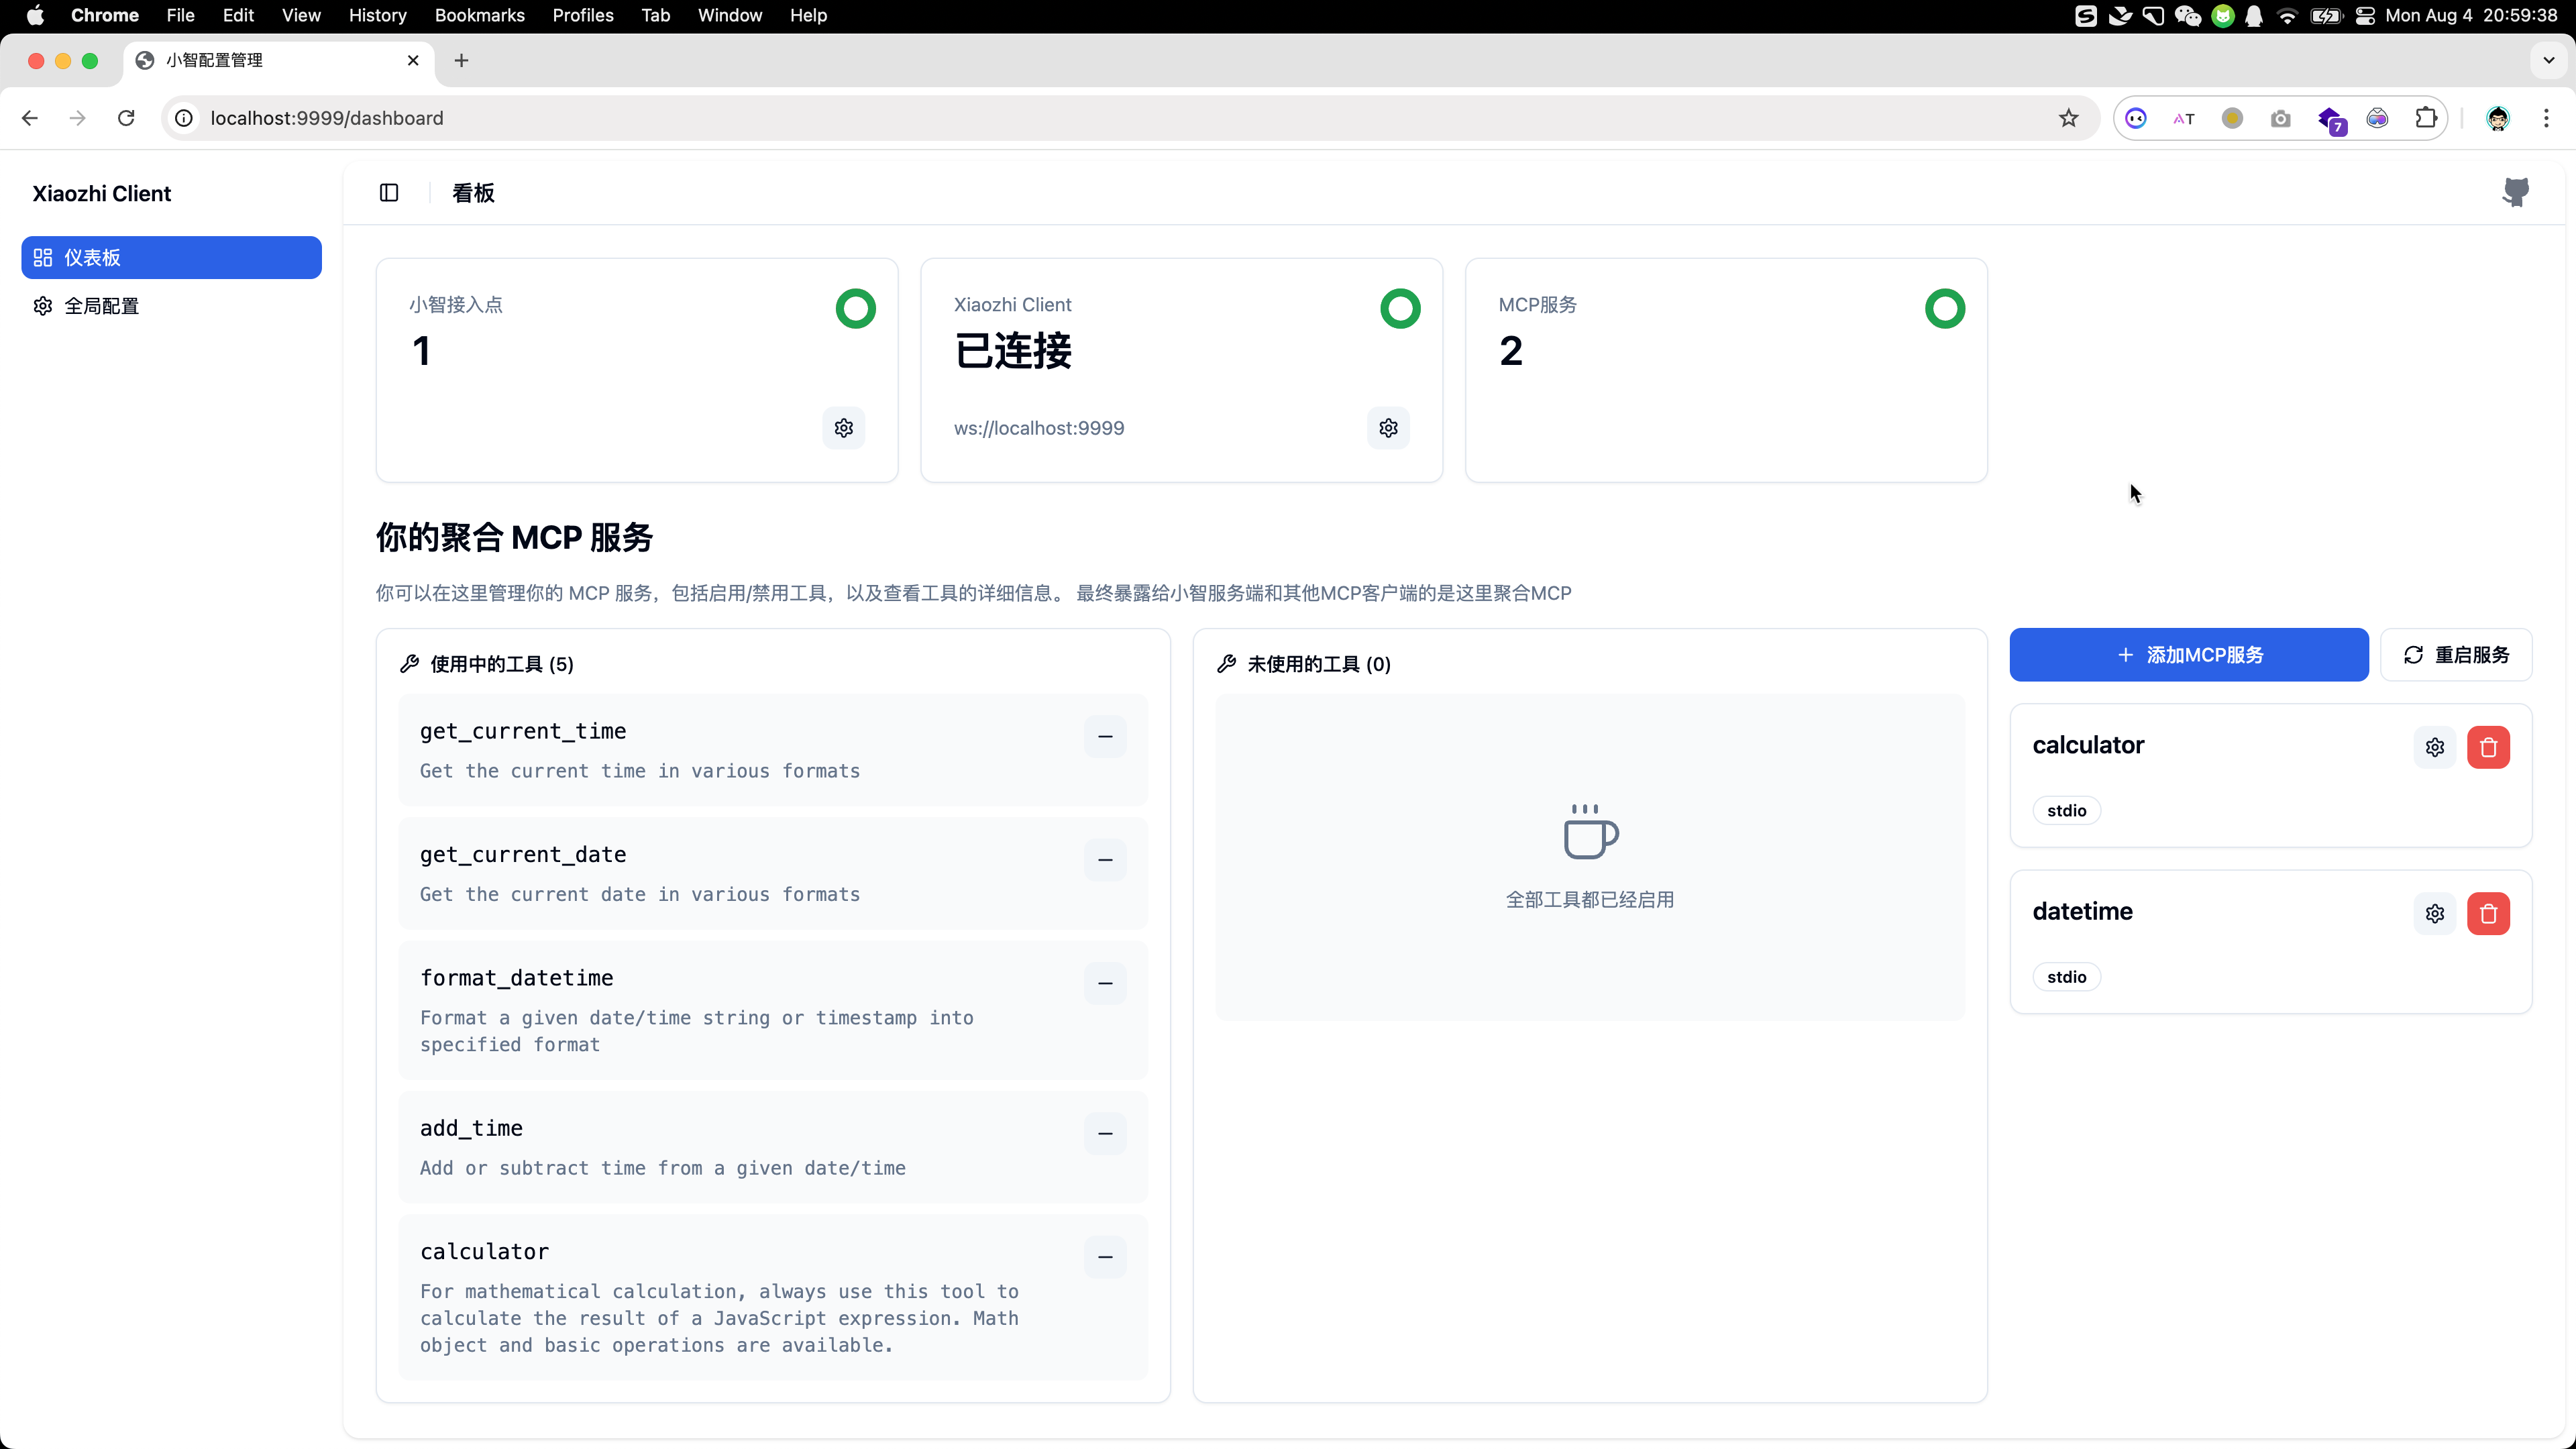 Chrome File Edit View History Bookmarks Profiles Tab Window Help
Mon Aug 4 20:59:38
小智配置管理
localhost:9999/dashboard
AT
7
Xiaozhi Client
仪表板
全局配置
看板
小智接入点
1
Xiaozhi Client
已连接
ws://localhost:9999
MCP服务
2
你的聚合 MCP 服务
你可以在这里管理你的 MCP 服务，包括启用/禁用工具，以及查看工具的详细信息。 最终暴露给小智服务端和其他MCP客户端的是这里聚合MCP
使用中的工具 (5)
get_current_time
Get the current time in various formats
get_current_date
Get the current date in various formats
format_datetime
Format a given date/time string or timestamp into
specified format
add_time
Add or subtract time from a given date/time
calculator
For mathematical calculation, always use this tool to
calculate the result of a JavaScript expression. Math
object and basic operations are available.
未使用的工具 (0)
全部工具都已经启用
添加MCP服务
重启服务
calculator
stdio
datetime
stdio